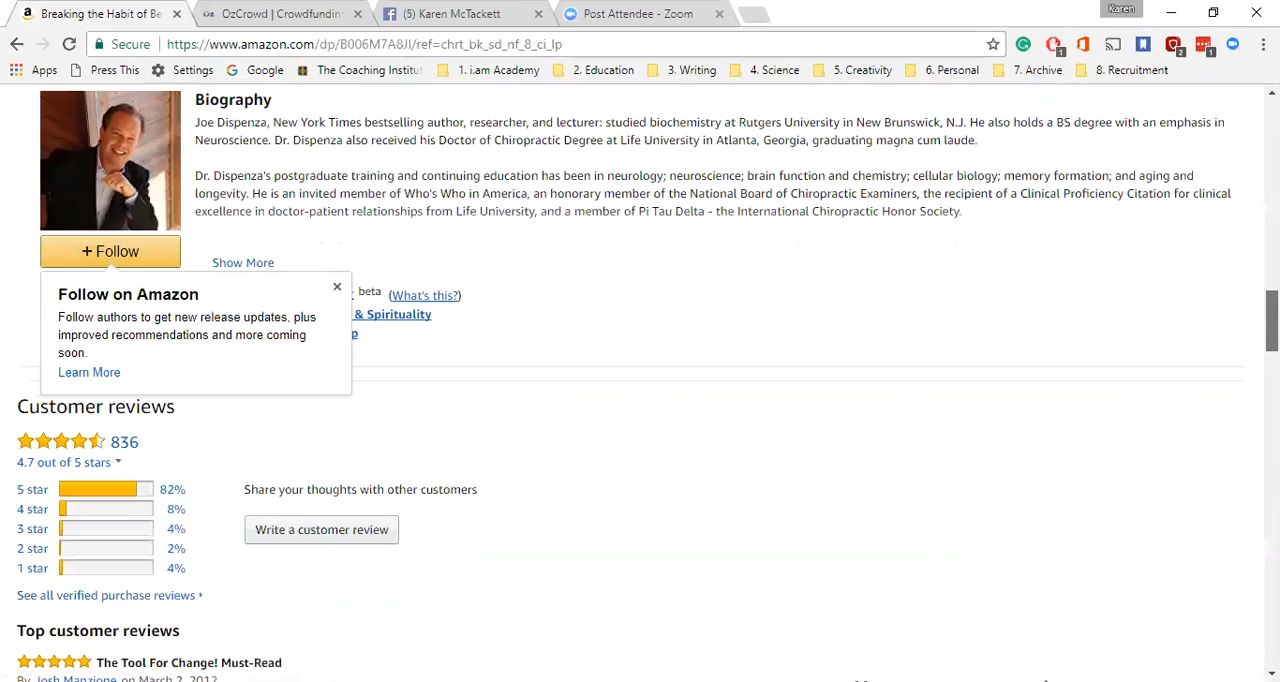 Breaking the Habit of Be
OzCrowd | Crowdfundin
(5) Karen McTackett
Post Attendee - Zoom
Karen
Secure
https://www.amazon.com/dp/B006M7A8JI/ref=chrt_bk_sd_nf_8_ci_lp
Apps Press This Settings Google The Coaching Institut 1. i.am Academy 2. Education 3. Writing 4. Science 5. Creativity 6. Personal 7. Archive 8. Recruitment
Biography
Joe Dispenza, New York Times bestselling author, researcher, and lecturer: studied biochemistry at Rutgers University in New Brunswick, N.J. He also holds a BS degree with an emphasis in
Neuroscience. Dr. Dispenza also received his Doctor of Chiropractic Degree at Life University in Atlanta, Georgia, graduating magna cum laude.
Dr. Dispenza's postgraduate training and continuing education has been in neurology; neuroscience; brain function and chemistry; cellular biology; memory formation; and aging and
longevity. He is an invited member of Who's Who in America, an honorary member of the National Board of Chiropractic Examiners, the recipient of a Clinical Proficiency Citation for clinical
excellence in doctor-patient relationships from Life University, and a member of Pi Tau Delta - the International Chiropractic Honor Society.
+ Follow
Show More
Follow on Amazon
Follow authors to get new release updates, plus
improved recommendations and more coming
soon.
Learn More
beta (What's this?)
& Spirituality
p
Customer reviews
836
4.7 out of 5 stars
5 star 82%
4 star 8%
3 star 4%
2 star 2%
1 star 4%
Share your thoughts with other customers
Write a customer review
See all verified purchase reviews
Top customer reviews
The Tool For Change! Must-Read
By Josh Manzione on March 2, 2012